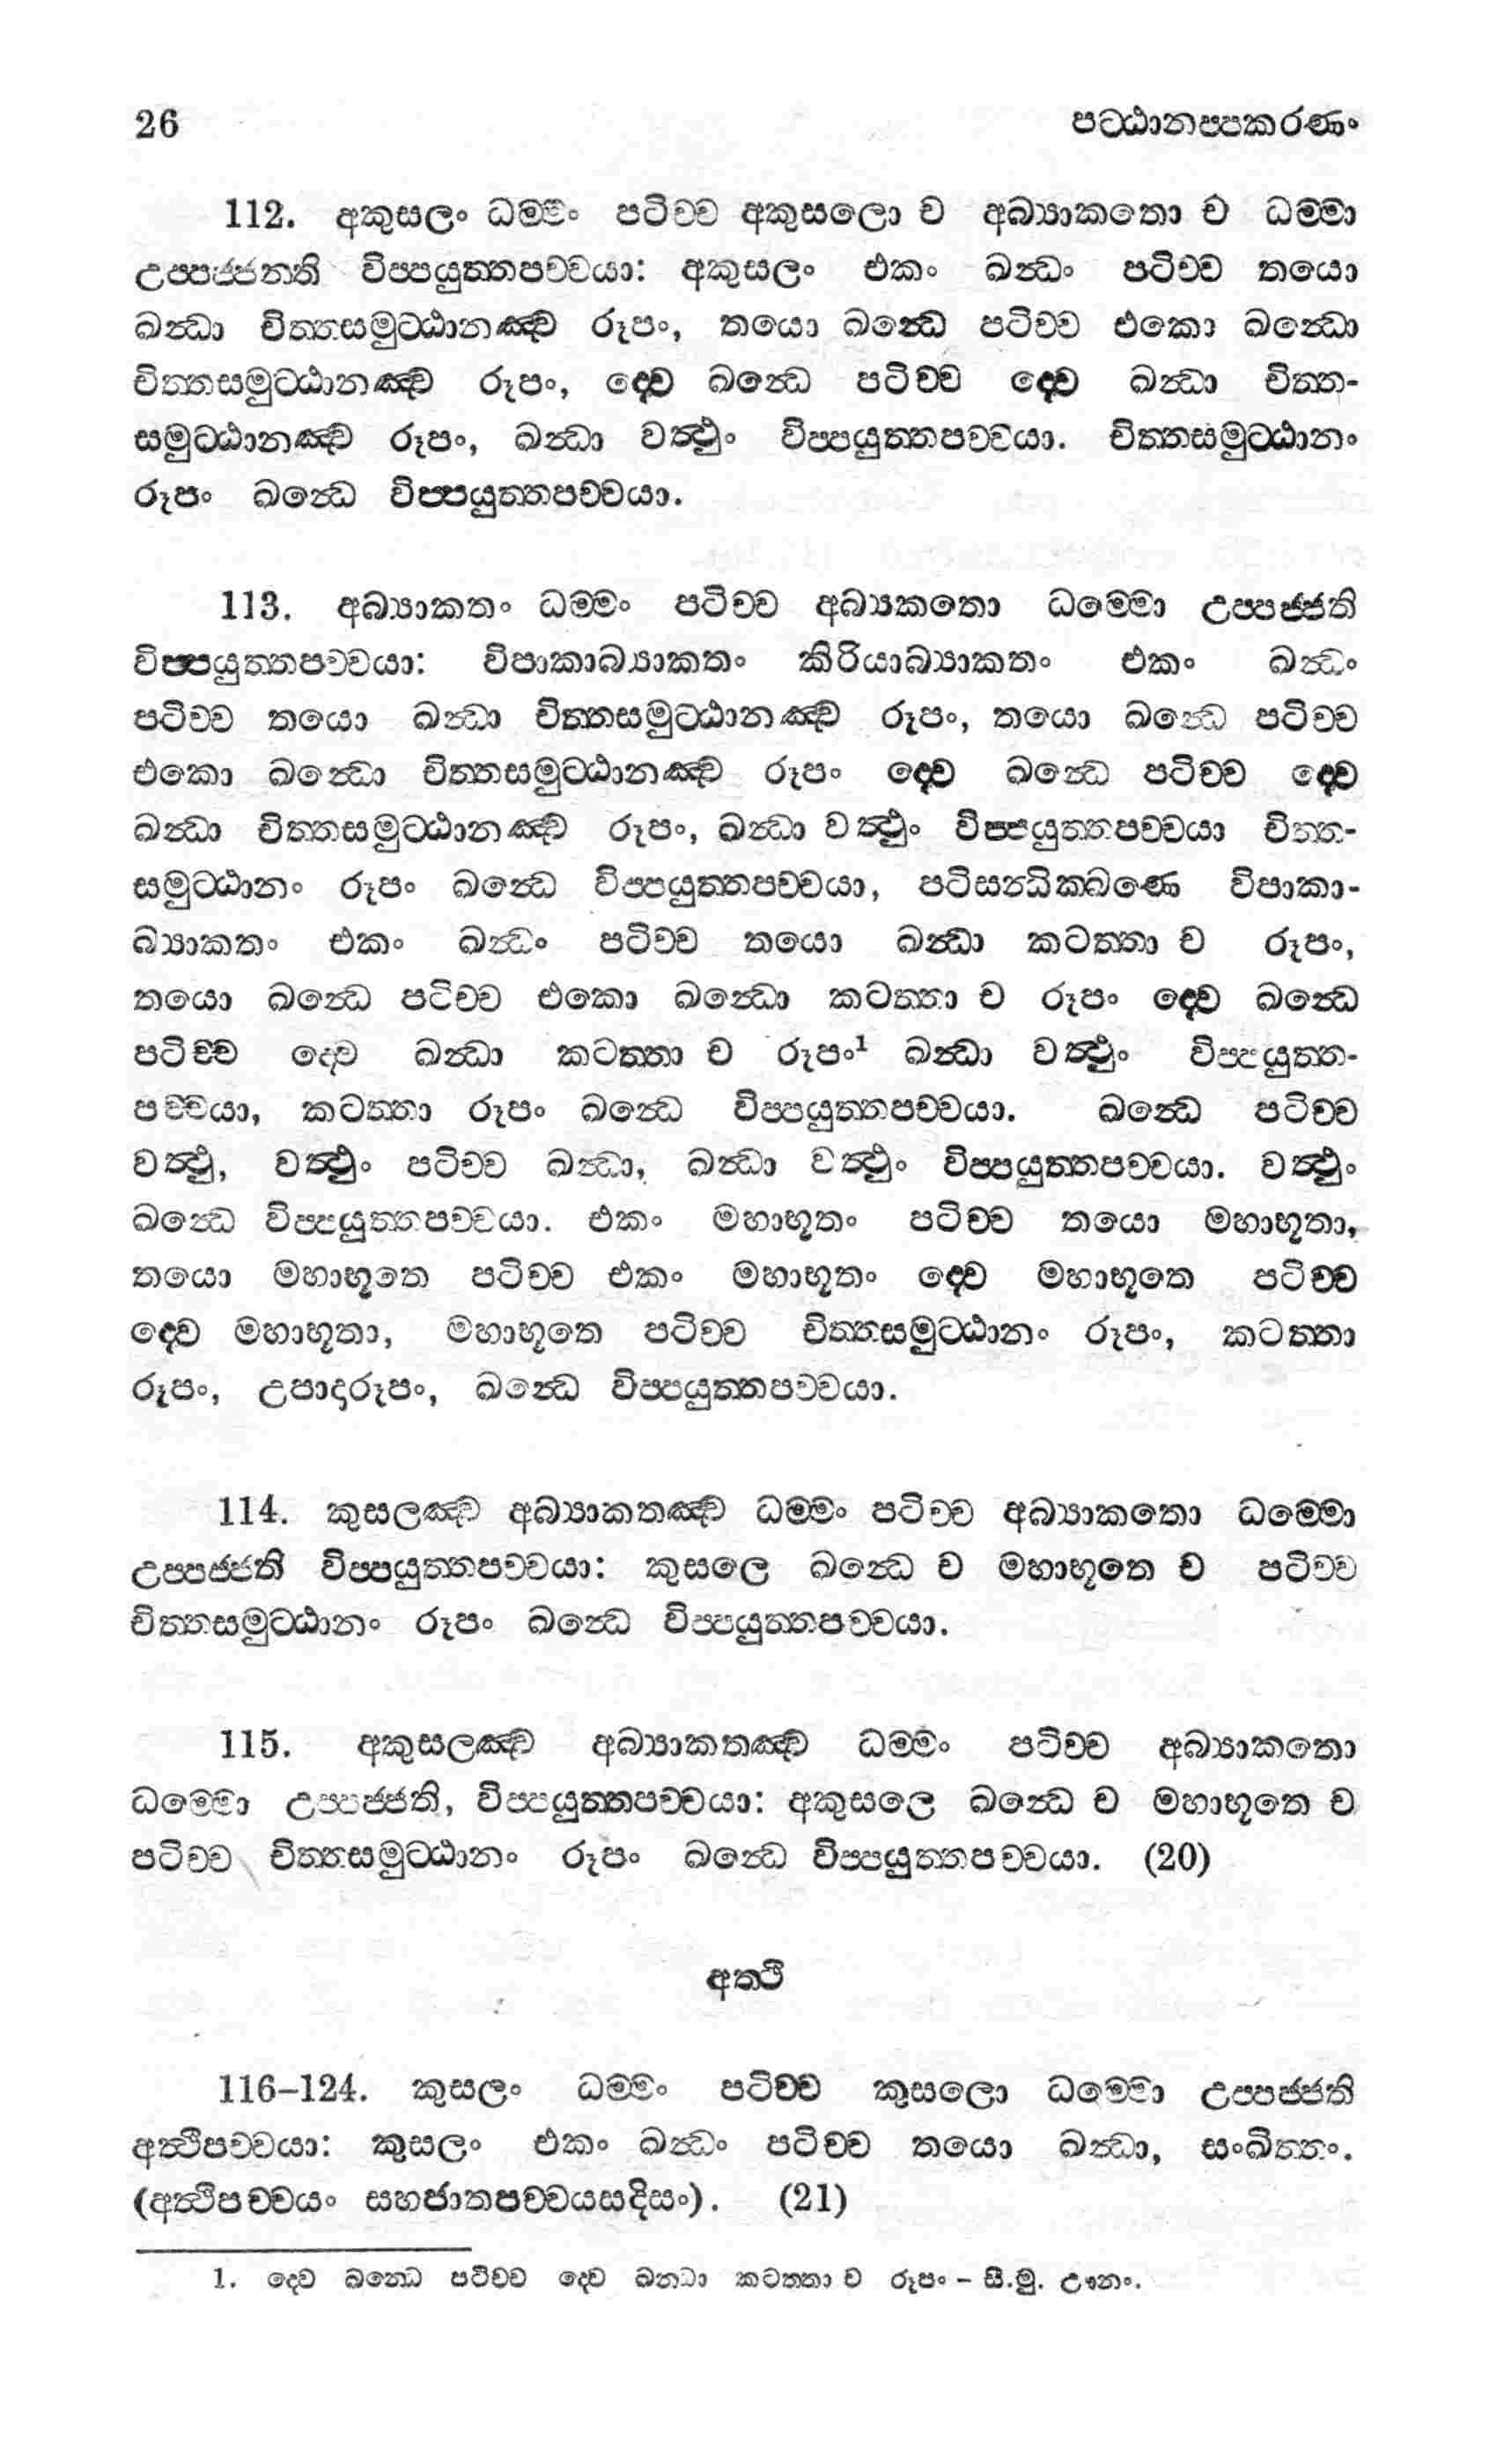 26 පට්ඨානප්පකරණං
112. අකුසලං ධම්මං පටිච්ච අකුසලො ච අබ්‍යාකතො ච ධම්මා
උප්පජ්ජන්ති විප්පයුත්තපච්චයා: අකුසලං එකං ඛන්ධං පටිච්ච තයො
ඛන්ධා චිත්තසමුට්ඨානඤ්ච රූපං, තයො ඛන්ධෙ පටිච්ච එකො ඛන්ධො
චිත්තසමුට්ඨානඤ්ච රූපං, ද්වෙ ඛන්ධෙ පටිච්ච ද්වෙ ඛන්ධා චිත්ත-
සමුට්ඨානඤ්ච රූපං, ඛන්ධා වත්ථුං විප්පයුත්තපච්චයා. චිත්තසමුට්ඨානං
රූපං ඛන්ධෙ විප්පයුත්තපච්චයා.
113. අබ්‍යාකතං ධම්මං පටිච්ච අබ්‍යකතො ධම්මො උප්පජ්ජති
විප්පයුත්තපච්චයා: විපාකාබ්‍යාකතං කිරියාබ්‍යාකතං එකං ඛන්ධං
පටිච්ච තයො ඛන්ධා චිත්තසමුට්ඨානඤ්ච රූපං, තයො ඛන්ධෙ පටිච්ච
එකො ඛන්ධො චිත්තසමුට්ඨානඤ්ච රූපං ද්වෙ ඛන්ධෙ පටිච්ච ද්වෙ
ඛන්ධා චිත්තසමුට්ඨානඤ්ච රූපං, ඛන්ධා වත්ථුං විප්පයුත්තපච්චයා චිත්ත-
සමුට්ඨානං රූපං ඛන්ධෙ විප්පයුත්තපච්චයා, පටිසන්ධික්ඛණෙ විපාකා-
බ්‍යාකතං එකං ඛන්ධං පටිච්ච තයො ඛන්ධා කටත්තා ච රූපං,
තයො ඛන්ධෙ පටිච්ච එකො ඛන්ධො කටත්තා ච රූපං ද්වෙ ඛන්ධෙ
පටිච්ච ද්වෙ ඛන්ධා කටත්තා ච රූපං¹ ඛන්ධා වත්ථුං විප්පයුත්ත-
පච්චයා, කටත්තා රූපං ඛන්ධෙ විප්පයුත්තපච්චයා. ඛන්ධෙ පටිච්ච
වත්ථු, වත්ථුං පටිච්ච ඛන්ධා, ඛන්ධා වත්ථුං විප්පයුත්තපච්චයා. වත්ථුං
ඛන්ධෙ විප්පයුත්තපච්චයා. එකං මහාභූතං පටිච්ච තයො මහාභූතා,
තයො මහාභූතෙ පටිච්ච එකං මහාභූතං ද්වෙ මහාභූතෙ පටිච්ච
ද්වෙ මහාභූතා, මහාභූතෙ පටිච්ච චිත්තසමුට්ඨානං රූපං, කටත්තා
රූපං, උපාදාරූපං, ඛන්ධෙ විප්පයුත්තපච්චයා.
114. කුසලඤ්ච අබ්‍යාකතඤ්ච ධම්මං පටිච්ච අබ්‍යාකතො ධම්මො
උප්පජ්ජති විප්පයුත්තපච්චයා: කුසලෙ ඛන්ධෙ ච මහාභූතෙ ච පටිච්ච
චිත්තසමුට්ඨානං රූපං ඛන්ධෙ විප්පයුත්තපච්චයා.
115. අකුසලඤ්ච අබ්‍යාකතඤ්ච ධම්මං පටිච්ච අබ්‍යාකතො
ධම්මො උප්පජ්ජති, විප්පයුත්තපච්චයා: අකුසලෙ ඛන්ධෙ ච මහාභූතෙ ච
පටිච්ච චිත්තසමුට්ඨානං රූපං ඛන්ධෙ විප්පයුත්තපච්චයා. (20)
අත්ථි
116–124. කුසලං ධම්මං පටිච්ච කුසලො ධම්මො උප්පජ්ජති
අත්ථිපච්චයා: කුසලං එකං ඛන්ධං පටිච්ච තයො ඛන්ධා, සංඛිත්තං.
(අත්ථිපච්චයං සහජාතපච්චයසදිසං). (21)
1. ද්වෙ ඛන්ධෙ පටිච්ච ද්වෙ ඛන්ධා කටත්තා ච රූපං – සී.මු. ඌනං.